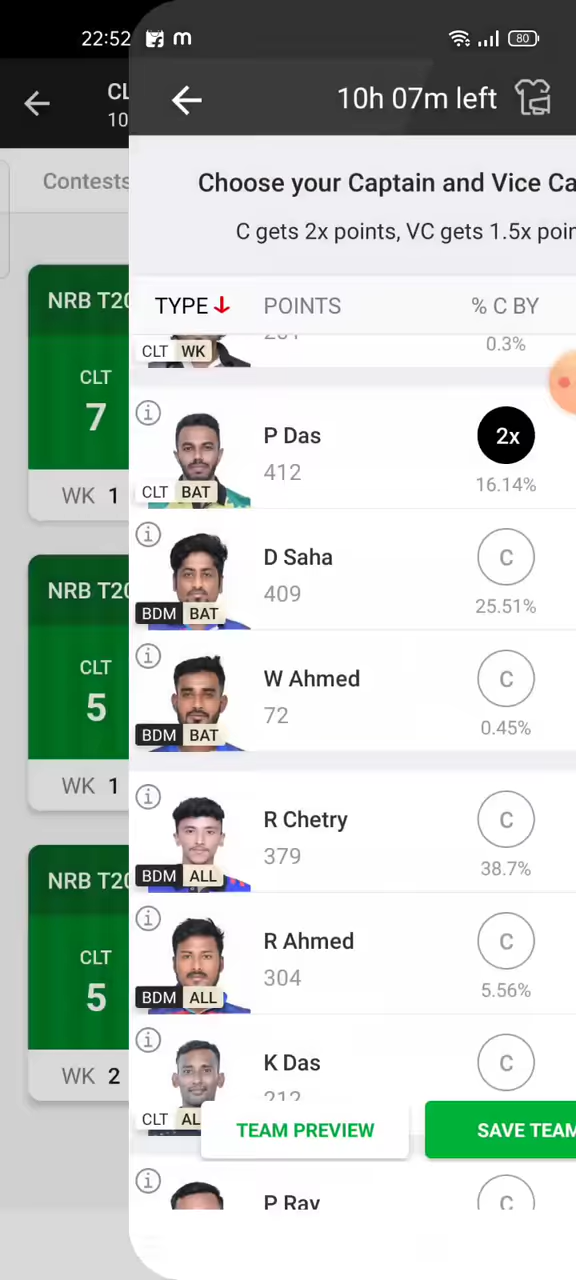 22:52 m 80
CL
10
10h 07m left
Contests
Choose your Captain and Vice Ca
C gets 2x points, VC gets 1.5x poin
TYPE POINTS % C BY
CLT WK 0.3%
NRB T20
CLT
7
WK 1
P Das
412
2x
16.14%
CLT BAT
D Saha
409
C
25.51%
BDM BAT
NRB T20
CLT
5
WK 1
W Ahmed
72
C
0.45%
BDM BAT
R Chetry
379
C
38.7%
BDM ALL
NRB T20
CLT
5
WK 2
R Ahmed
304
C
5.56%
BDM ALL
K Das
212
C
CLT AL
TEAM PREVIEW
SAVE TEAM
P Ray
C